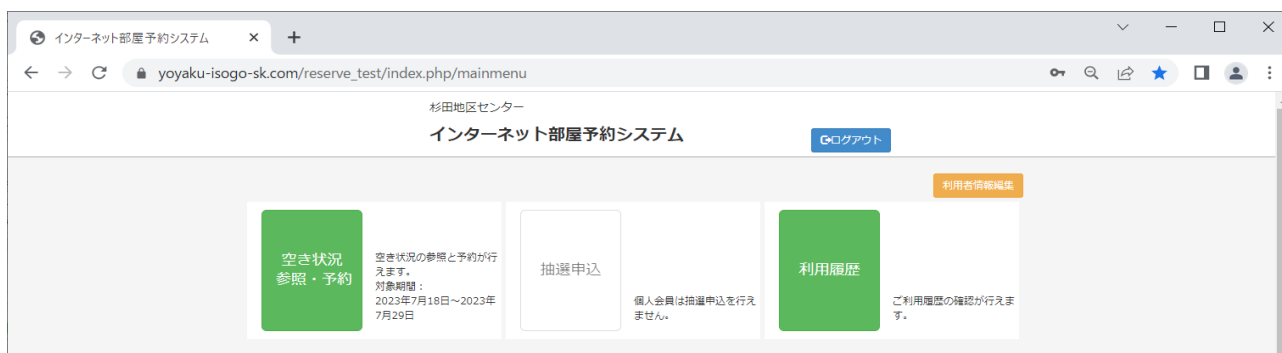 インターネット部屋予約システム
yoyaku-isogo-sk.com/reserve_test/index.php/mainmenu
杉田地区センター
インターネット部屋予約システム
ログアウト
利用者情報編集
空き状況
参照・予約
空き状況の参照と予約が行
えます。
対象期間：
2023年7月18日～2023年
7月29日
抽選申込
個人会員は抽選申込を行え
ません。
利用履歴
ご利用履歴の確認が行えま
す。